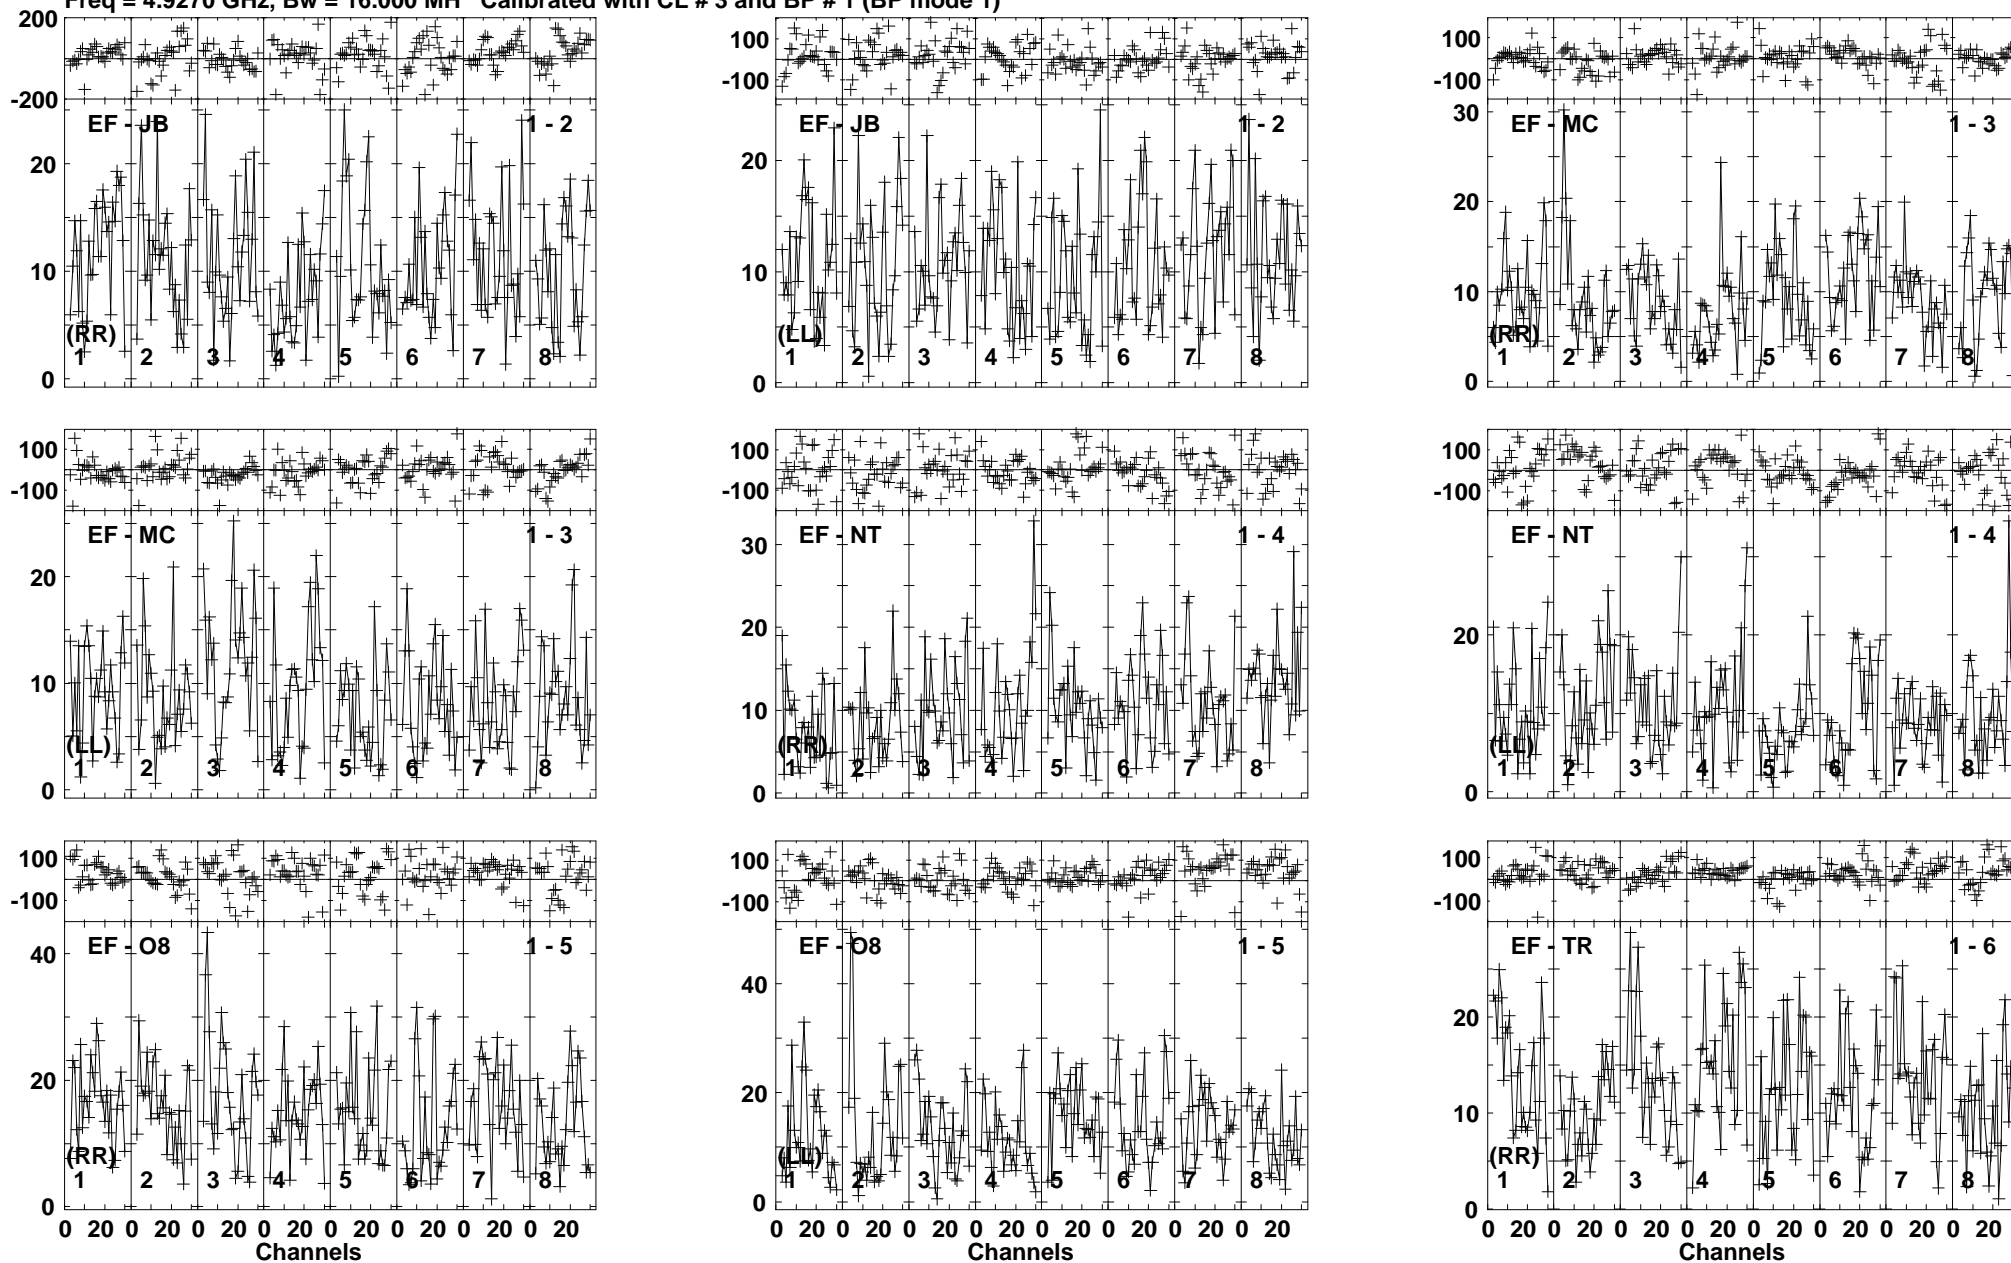 Freq = 4.9270 GHz, Bw = 16.000 MH Calibrated with CL # 3 and BP # 1 (BP mode 1)
200
-200
EF - JB 1 - 2
20
10
0
(RR)
1 2 3 4 5 6 7 8
100
-100
EF - JB 1 - 2
20
10
0
(LL)
1 2 3 4 5 6 7 8
100
-100
30
EF - MC 1 - 3
20
10
0
(RR)
1 2 3 4 5 6 7 8
100
-100
EF - MC 1 - 3
20
10
0
(LL)
1 2 3 4 5 6 7 8
100
-100
EF - NT 1 - 4
30
20
10
0
(RR)
1 2 3 4 5 6 7 8
100
-100
EF - NT 1 - 4
20
0
(LL)
1 2 3 4 5 6 7 8
100
-100
EF - O8 1 - 5
40
20
0
(RR)
1 2 3 4 5 6 7 8
0 20 0 20 0 20 0 20 0 20 0 20 0 20 0 20
Channels
100
-100
EF - O8 1 - 5
40
20
0
(LL)
1 2 3 4 5 6 7 8
0 20 0 20 0 20 0 20 0 20 0 20 0 20 0 20
100
-100
EF - TR 1 - 6
20
10
0
(RR)
1 2 3 4 5 6 7 8
0 20 0 20 0 20 0 20 0 20 0 20 0 20 0 20
Channels